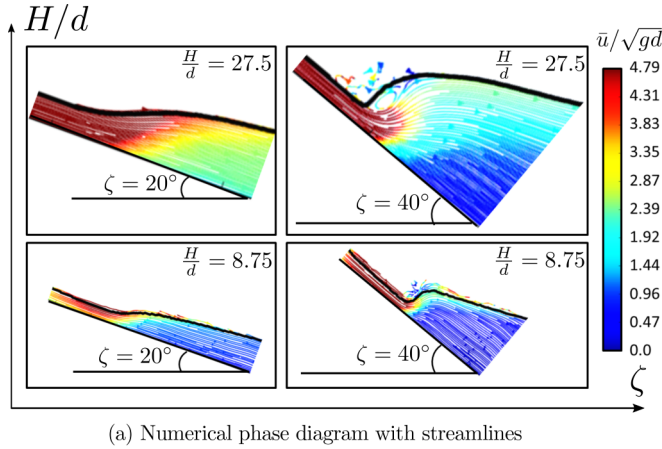 H/d
ū/√gd
H/d = 27.5
ζ = 20°
H/d = 27.5
ζ = 40°
4.79
4.31
3.83
3.35
2.87
2.39
1.92
1.44
0.96
0.48
0.0
H/d = 8.75
ζ = 20°
H/d = 8.75
ζ = 40°
ζ
(a) Numerical phase diagram with streamlines